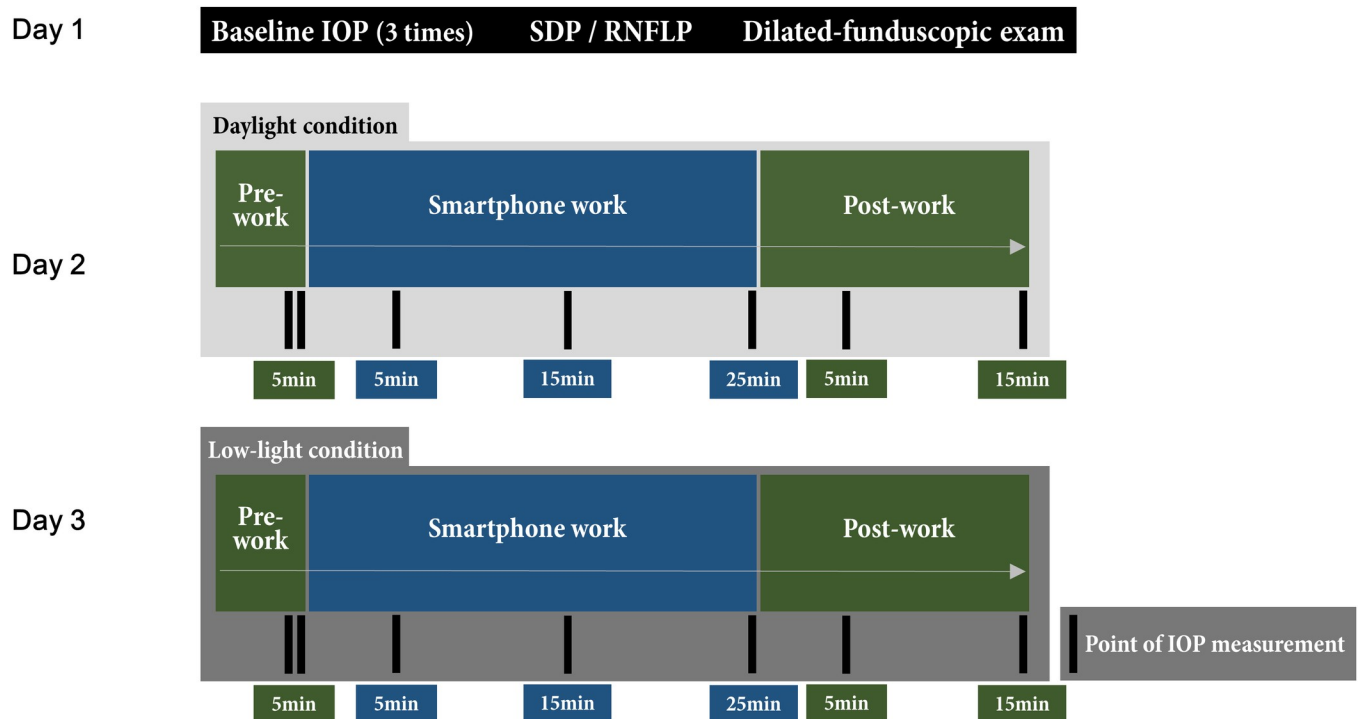 Day 1
Baseline IOP (3 times) SDP / RNFLP Dilated-funduscopic exam
Daylight condition
Day 2
Pre-
work
Smartphone work
Post-work
5min 5min 15min 25min 5min 15min
Low-light condition
Day 3
Pre-
work
Smartphone work
Post-work
Point of IOP measurement
5min 5min 15min 25min 5min 15min